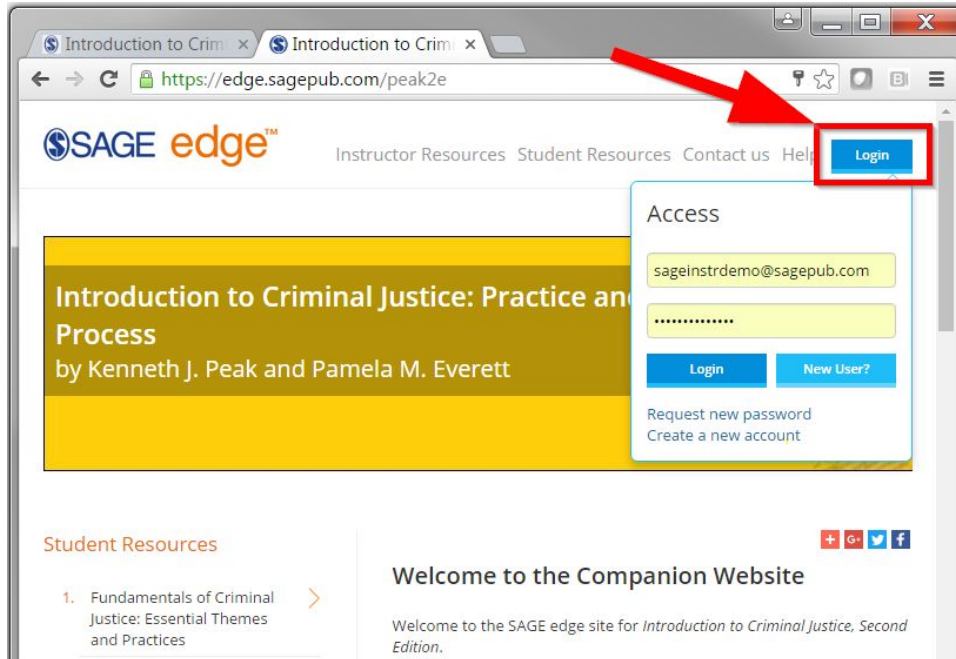 Introduction to Crim
Introduction to Crim
https://edge.sagepub.com/peak2e
SAGE edge™
Instructor Resources Student Resources Contact us Help Login
Access
sageinstrdemo@sagepub.com
••••••••••••••
Login New User?
Request new password
Create a new account
Introduction to Criminal Justice: Practice and
Process
by Kenneth J. Peak and Pamela M. Everett
Student Resources
1. Fundamentals of Criminal
Justice: Essential Themes
and Practices
Welcome to the Companion Website
Welcome to the SAGE edge site for Introduction to Criminal Justice, Second
Edition.